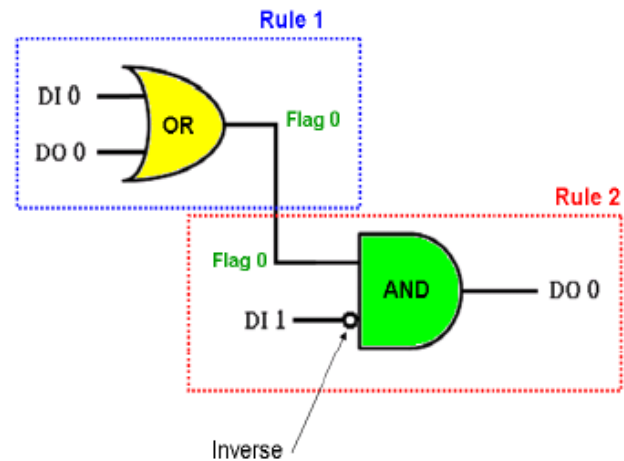 Rule 1
DI 0
OR
Flag 0
DO 0
Rule 2
Flag 0
AND
DO 0
DI 1
Inverse